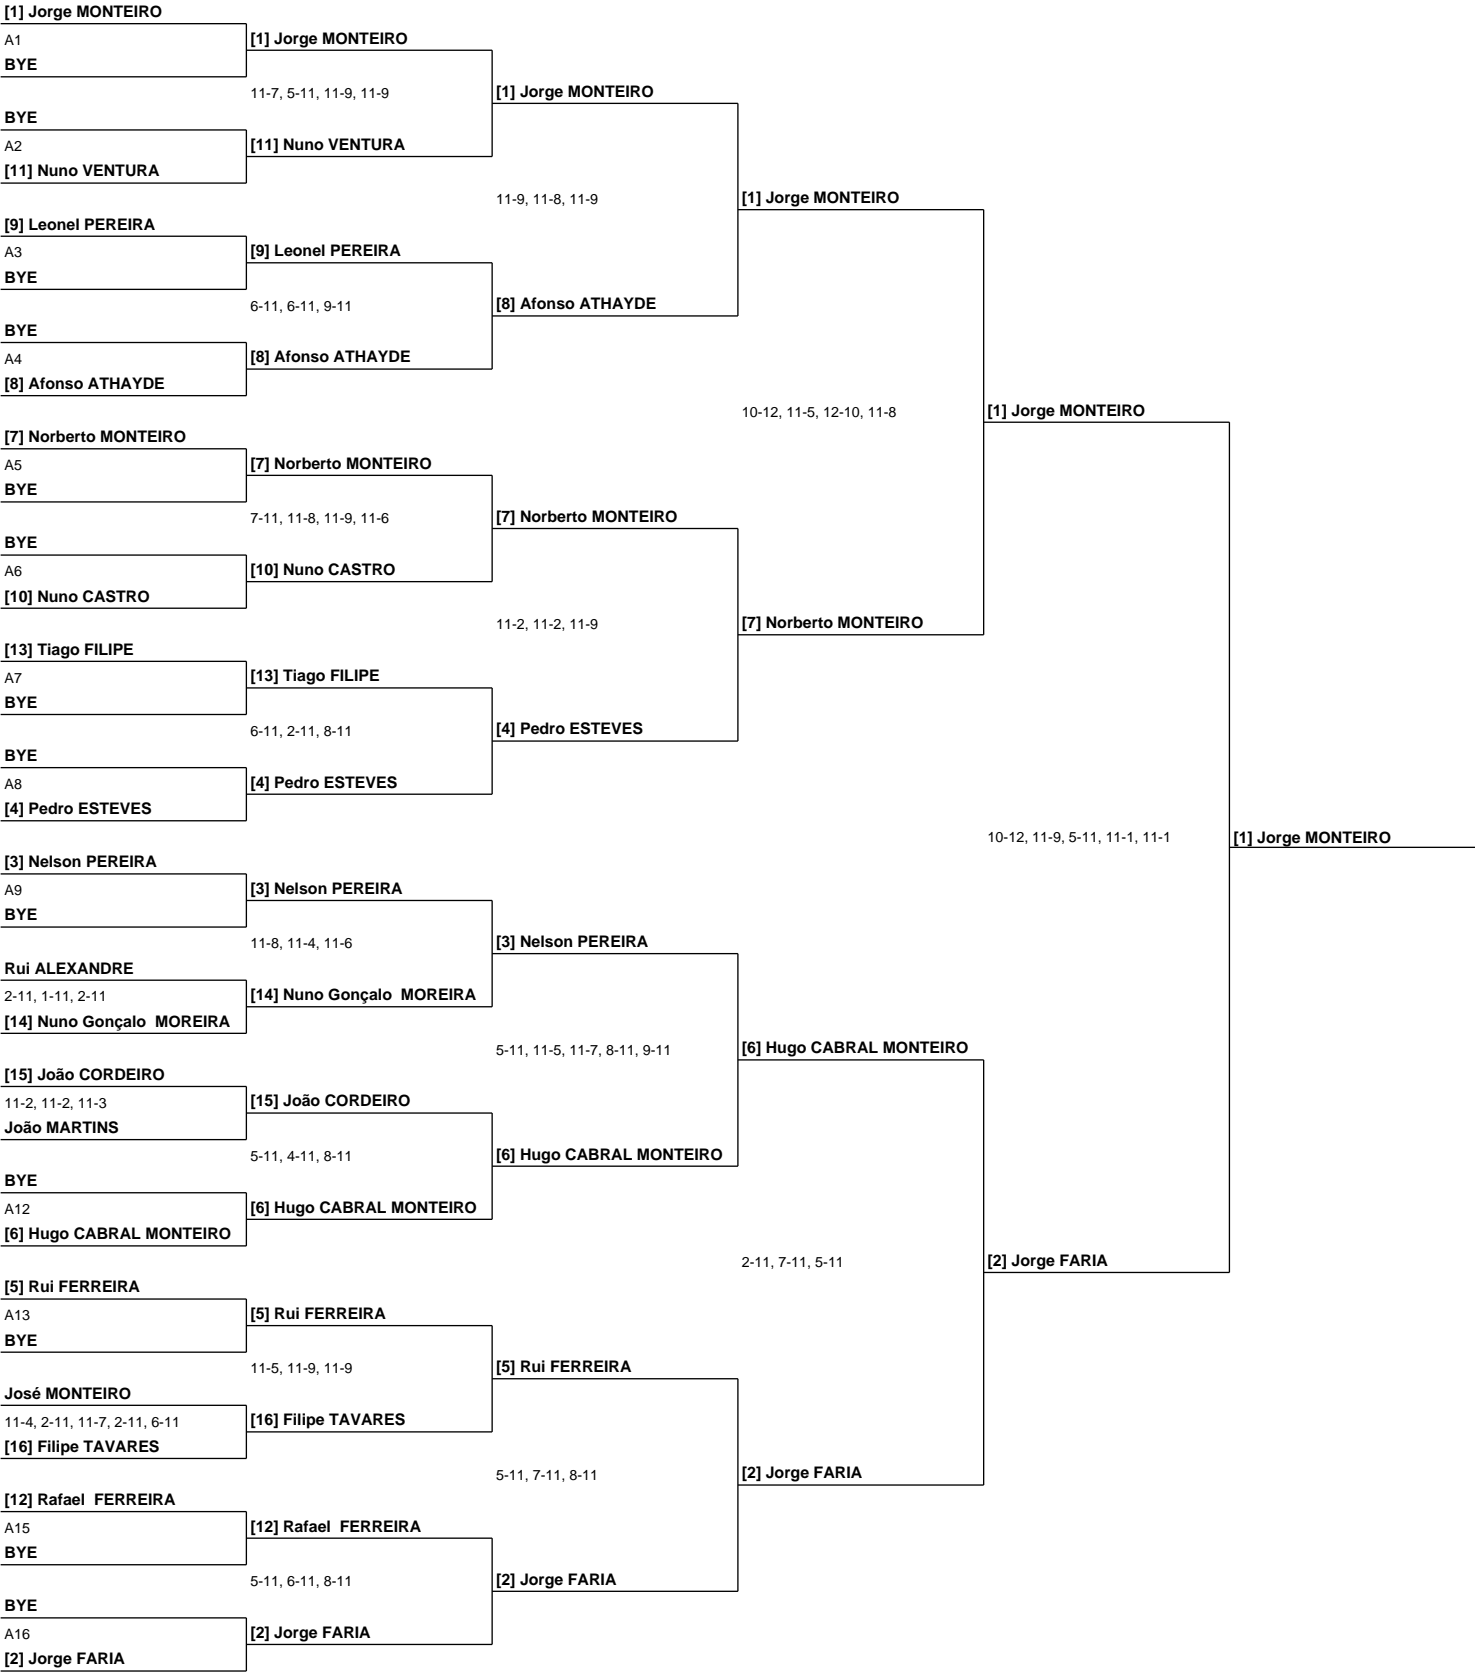 [1] Jorge MONTEIRO
A1
BYE
BYE
A2
[11] Nuno VENTURA
[9] Leonel PEREIRA
A3
BYE
BYE
A4
[8] Afonso ATHAYDE
[7] Norberto MONTEIRO
A5
BYE
BYE
A6
[10] Nuno CASTRO
[13] Tiago FILIPE
A7
BYE
BYE
A8
[4] Pedro ESTEVES
[3] Nelson PEREIRA
A9
BYE
Rui ALEXANDRE
2-11, 1-11, 2-11
[14] Nuno Gonçalo  MOREIRA
[15] João CORDEIRO
11-2, 11-2, 11-3
João MARTINS
BYE
A12
[6] Hugo CABRAL MONTEIRO
[5] Rui FERREIRA
A13
BYE
José MONTEIRO
11-4, 2-11, 11-7, 2-11, 6-11
[16] Filipe TAVARES
[12] Rafael  FERREIRA
A15
BYE
BYE
A16
[2] Jorge FARIA
[1] Jorge MONTEIRO
11-7, 5-11, 11-9, 11-9
[11] Nuno VENTURA
[9] Leonel PEREIRA
6-11, 6-11, 9-11
[8] Afonso ATHAYDE
[7] Norberto MONTEIRO
7-11, 11-8, 11-9, 11-6
[10] Nuno CASTRO
[13] Tiago FILIPE
6-11, 2-11, 8-11
[4] Pedro ESTEVES
[3] Nelson PEREIRA
11-8, 11-4, 11-6
[14] Nuno Gonçalo  MOREIRA
[15] João CORDEIRO
5-11, 4-11, 8-11
[6] Hugo CABRAL MONTEIRO
[5] Rui FERREIRA
11-5, 11-9, 11-9
[16] Filipe TAVARES
[12] Rafael  FERREIRA
5-11, 6-11, 8-11
[2] Jorge FARIA
[1] Jorge MONTEIRO
11-9, 11-8, 11-9
[8] Afonso ATHAYDE
[7] Norberto MONTEIRO
11-2, 11-2, 11-9
[4] Pedro ESTEVES
[3] Nelson PEREIRA
5-11, 11-5, 11-7, 8-11, 9-11
[6] Hugo CABRAL MONTEIRO
[5] Rui FERREIRA
5-11, 7-11, 8-11
[2] Jorge FARIA
[1] Jorge MONTEIRO
10-12, 11-5, 12-10, 11-8
[7] Norberto MONTEIRO
[6] Hugo CABRAL MONTEIRO
2-11, 7-11, 5-11
[2] Jorge FARIA
[1] Jorge MONTEIRO
10-12, 11-9, 5-11, 11-1, 11-1
[2] Jorge FARIA
[1] Jorge MONTEIRO